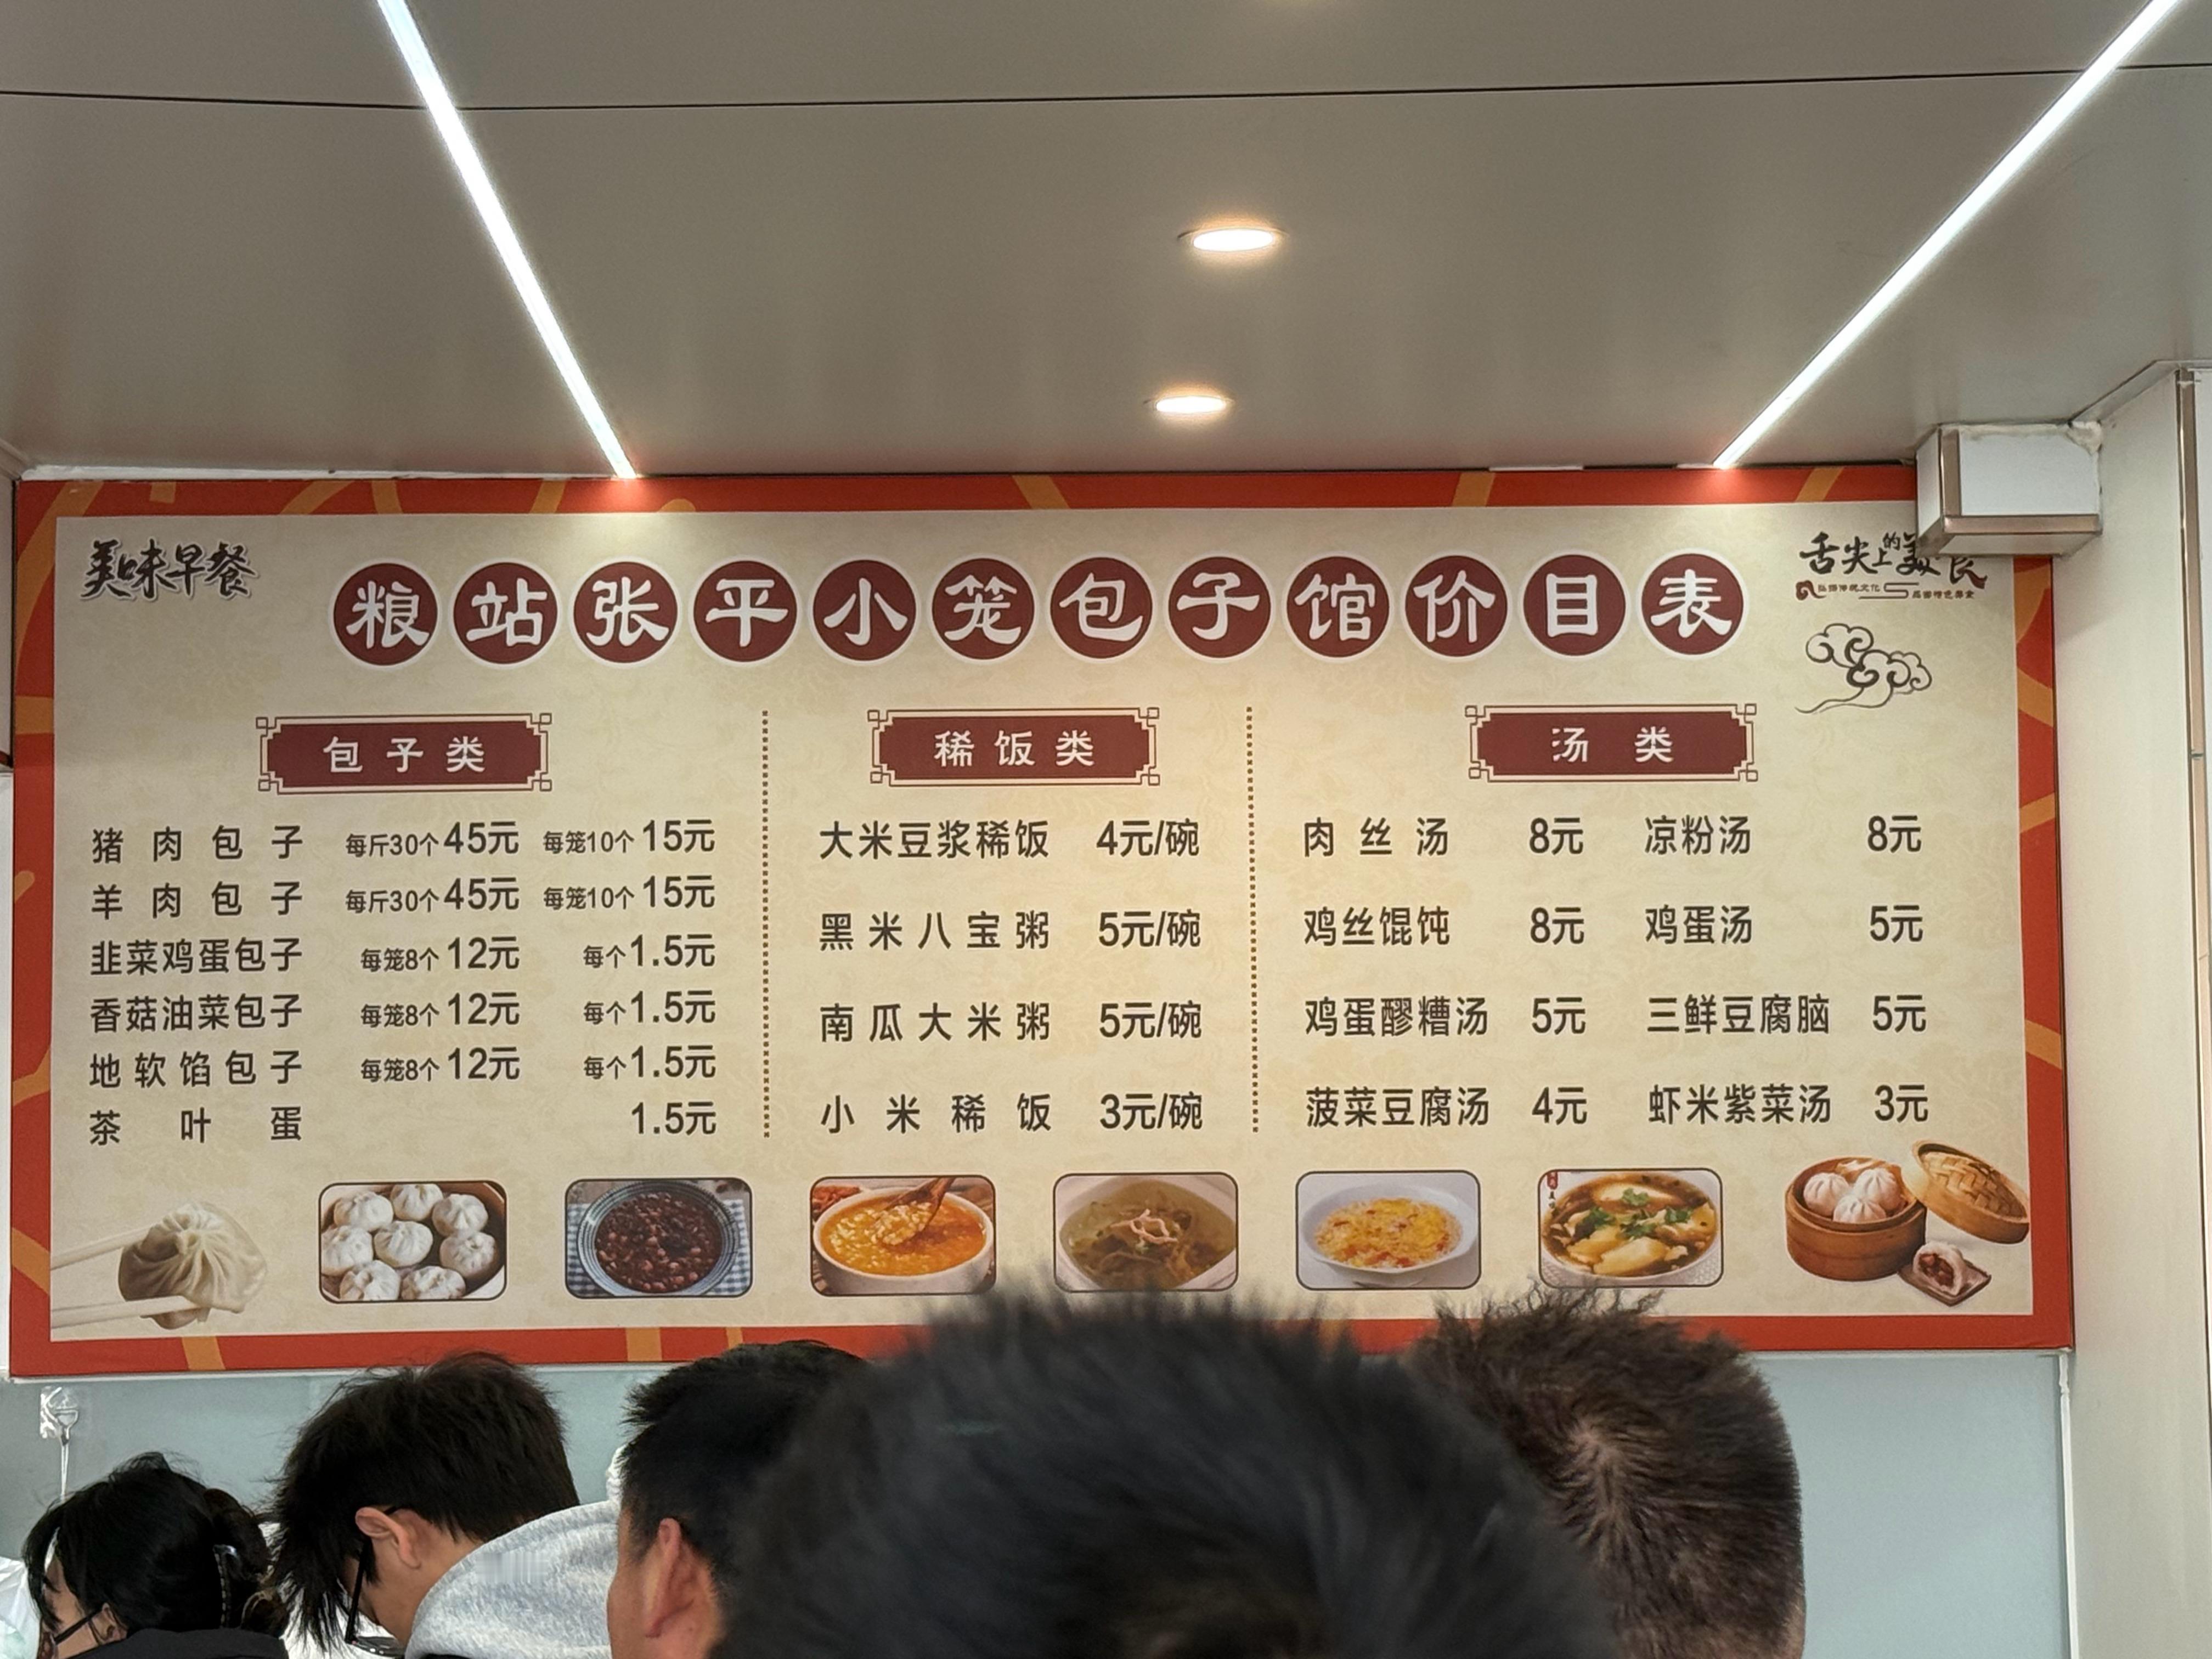 美味早餐
粮站张平小笼包子馆价目表
舌尖上的美食
包子类
猪肉包子 每斤30个45元 每笼10个15元
羊肉包子 每斤30个45元 每笼10个15元
韭菜鸡蛋包子 每笼8个12元 每个1.5元
香菇油菜包子 每笼8个12元 每个1.5元
地软馅包子 每笼8个12元 每个1.5元
茶叶蛋 1.5元
稀饭类
大米豆浆稀饭 4元/碗
黑米八宝粥 5元/碗
南瓜大米粥 5元/碗
小米稀饭 3元/碗
汤类
肉丝汤 8元 凉粉汤 8元
鸡丝馄饨 8元 鸡蛋汤 5元
鸡蛋醪糟汤 5元 三鲜豆腐脑 5元
菠菜豆腐汤 4元 虾米紫菜汤 3元